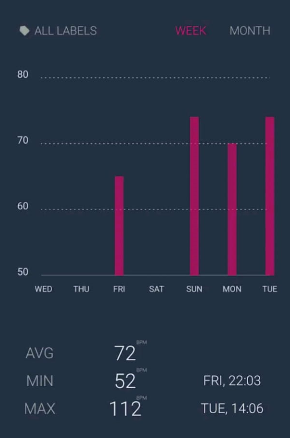 ALL LABELS WEEK MONTH
80
70
60
50
WED THU FRI SAT SUN MON TUE
AVG 72 BPM
MIN 52 BPM FRI, 22:03
MAX 112 BPM TUE, 14:06